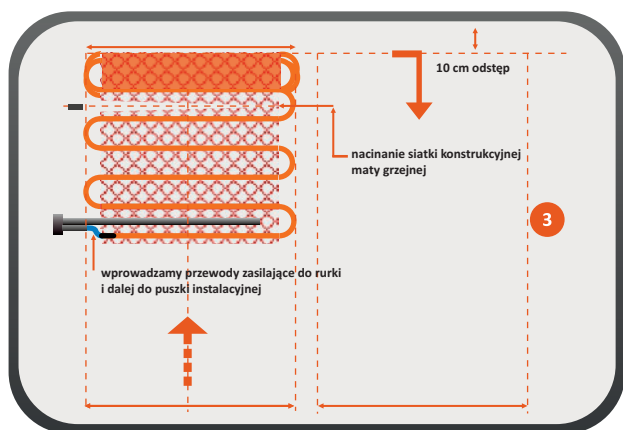 10 cm odstęp
nacinanie siatki konstrukcyjnej
maty grzejnej
3
wprowadzamy przewody zasilające do rurki
i dalej do puszki instalacyjnej